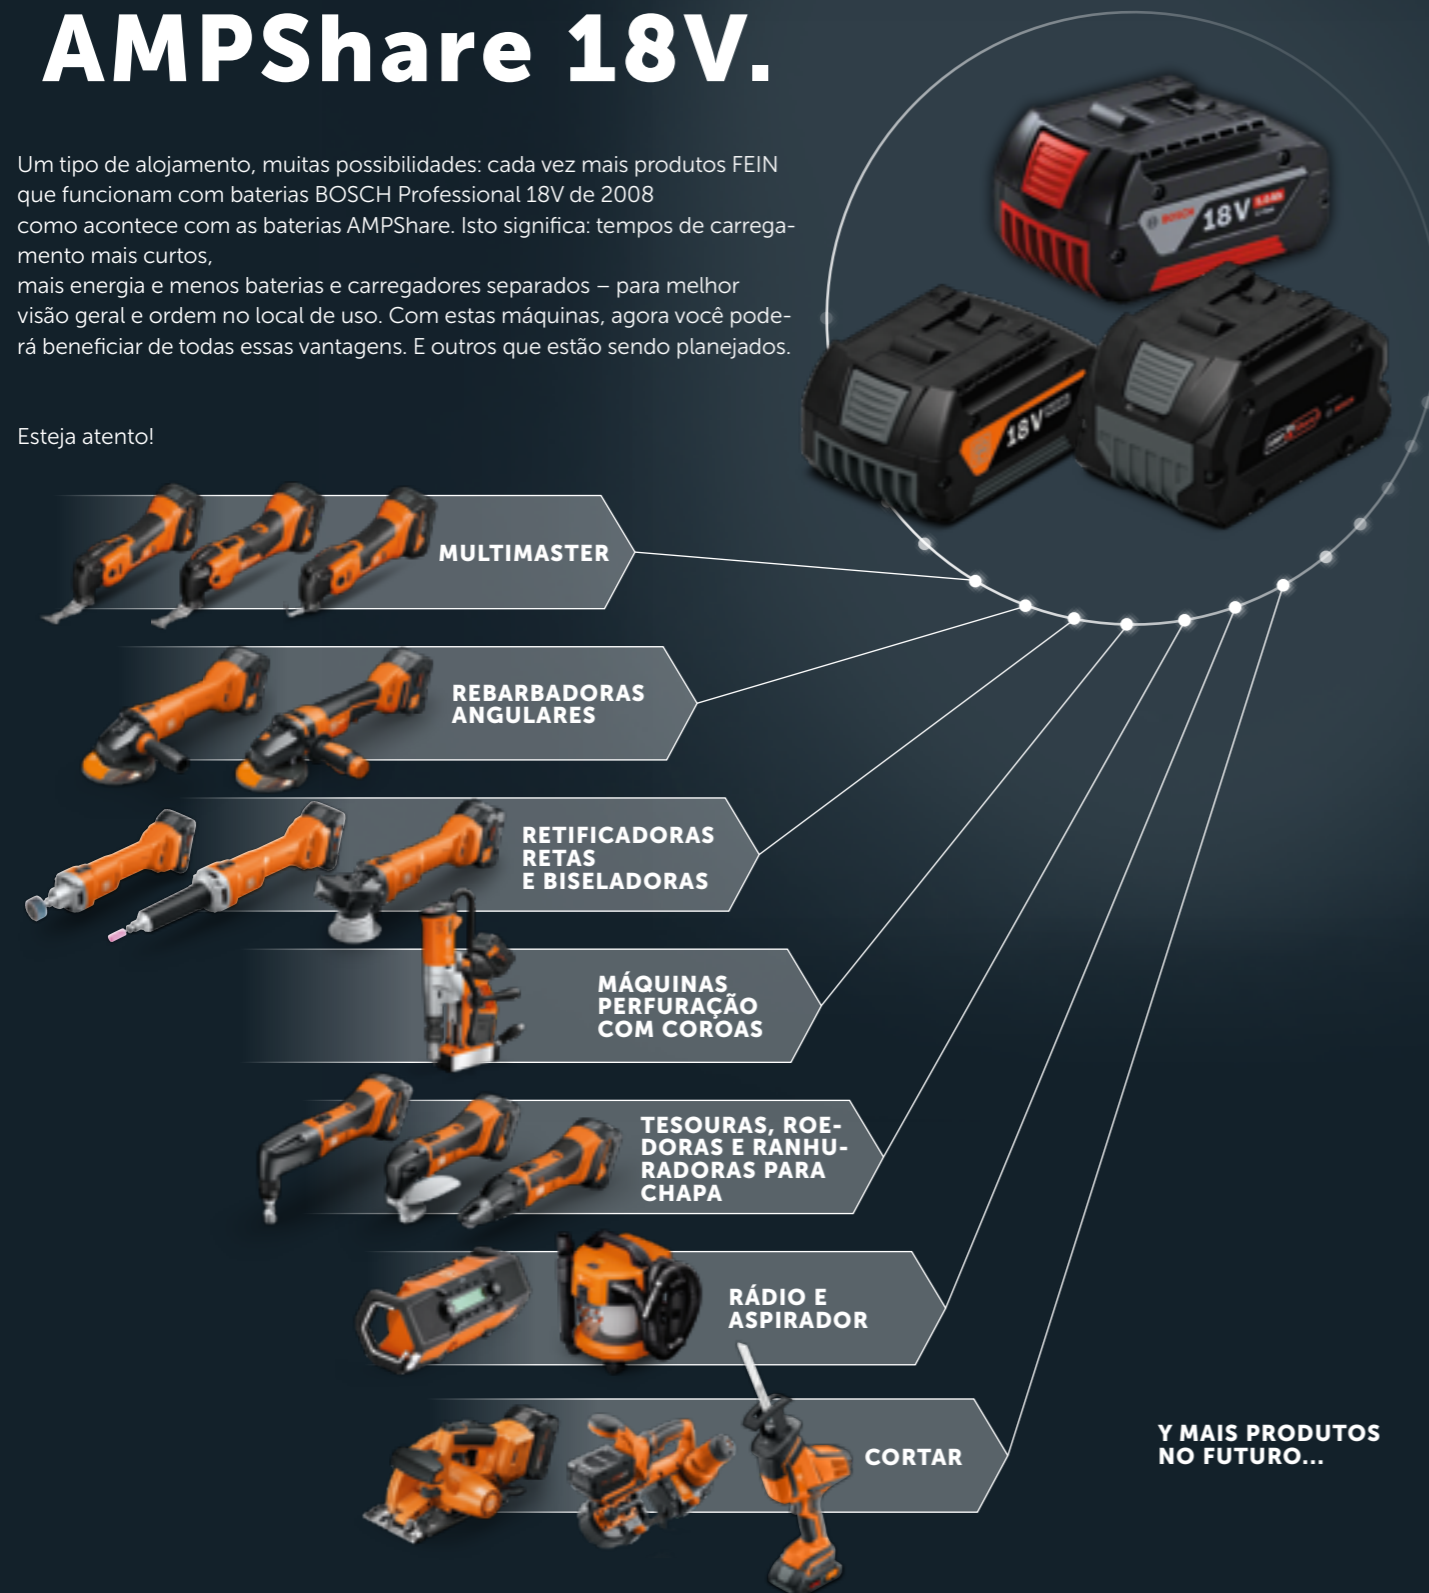 AMPShare 18V.
Um tipo de alojamento, muitas possibilidades: cada vez mais produtos FEIN
que funcionam com baterias BOSCH Professional 18V de 2008
como acontece com as baterias AMPShare. Isto significa: tempos de carrega-
mento mais curtos,
mais energia e menos baterias e carregadores separados – para melhor
visão geral e ordem no local de uso. Com estas máquinas, agora você pode-
rá beneficiar de todas essas vantagens. E outros que estão sendo planejados.
Esteja atento!
BOSCH 18V
18V
BOSCH
MULTIMASTER
REBARBADORAS
ANGULARES
RETIFICADORAS
RETAS
E BISELADORAS
MÁQUINAS
PERFURAÇÃO
COM COROAS
TESOURAS, ROE-
DORAS E RANHU-
RADORAS PARA
CHAPA
RÁDIO E
ASPIRADOR
CORTAR
Y MAIS PRODUTOS
NO FUTURO...